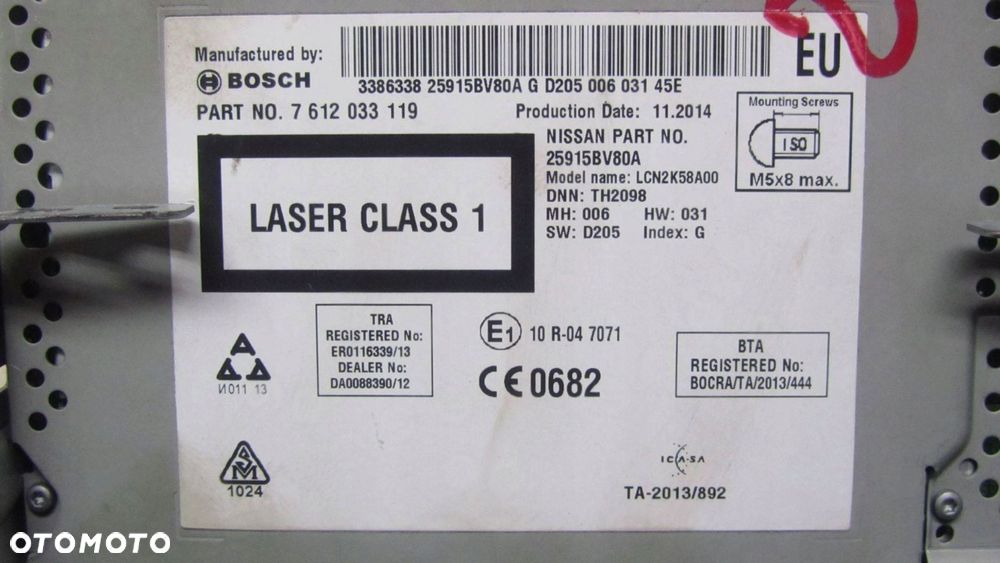 Manufactured by:
BOSCH
3386338 25915BV80A G D205 006 031 45E
EU
PART NO. 7 612 033 119
Production Date: 11.2014
NISSAN PART NO.
25915BV80A
Model name: LCN2K58A00
DNN: TH2098
MH: 006 HW: 031
SW: D205 Index: G
Mounting Screws
ISO
M5x8 max.
LASER CLASS 1
TRA
REGISTERED No:
ER0116339/13
DEALER No:
DA0088390/12
E1 10 R-04 7071
CE 0682
BTA
REGISTERED No:
BOCRA/TA/2013/444
И011 13
SM
1024
ICASA
TA-2013/892
OTOMOTO